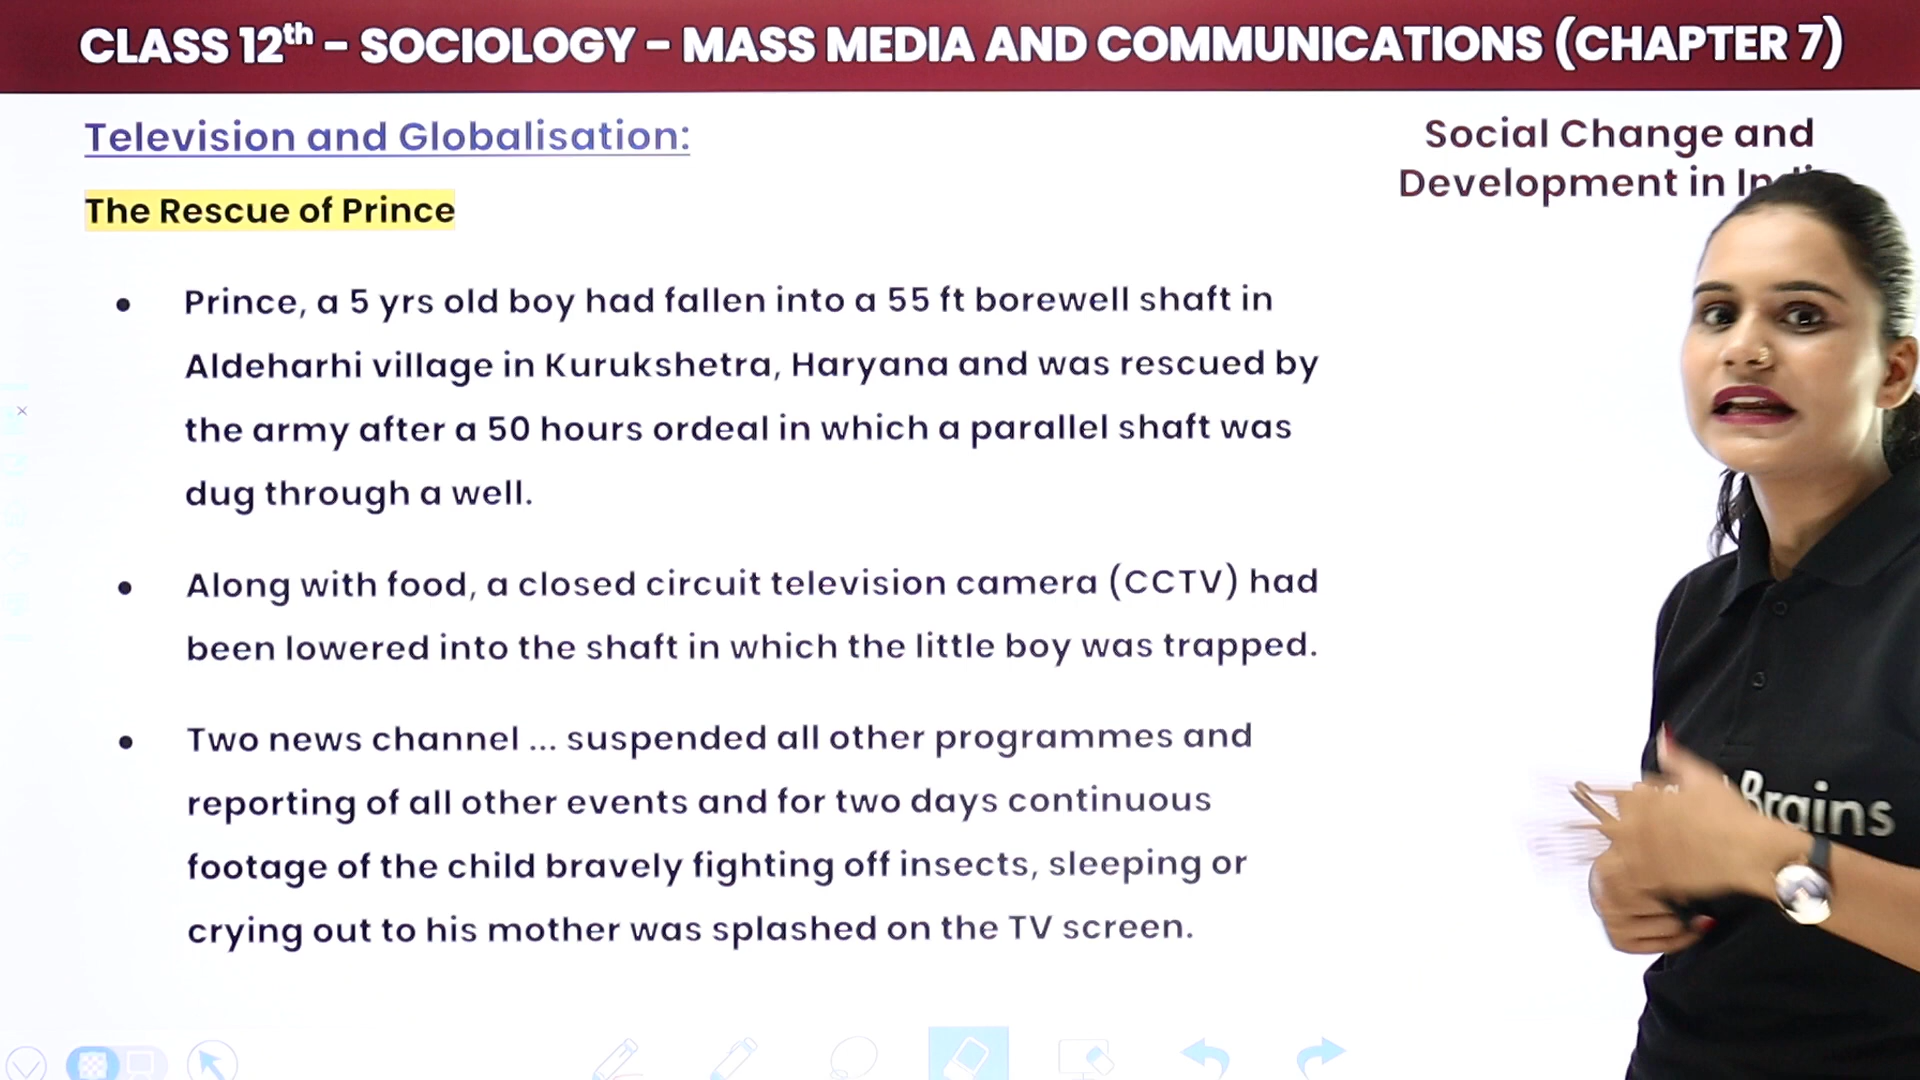 CLASS 12th – SOCIOLOGY – MASS MEDIA AND COMMUNICATIONS (CHAPTER 7)
Television and Globalisation:
Social Change and
Development in
The Rescue of Prince
• Prince, a 5 yrs old boy had fallen into a 55 ft borewell shaft in
Aldeharhi village in Kurukshetra, Haryana and was rescued by
the army after a 50 hours ordeal in which a parallel shaft was
dug through a well.
• Along with food, a closed circuit television camera (CCTV) had
been lowered into the shaft in which the little boy was trapped.
• Two news channel ... suspended all other programmes and
reporting of all other events and for two days continuous
footage of the child bravely fighting off insects, sleeping or
crying out to his mother was splashed on the TV screen.
Brains